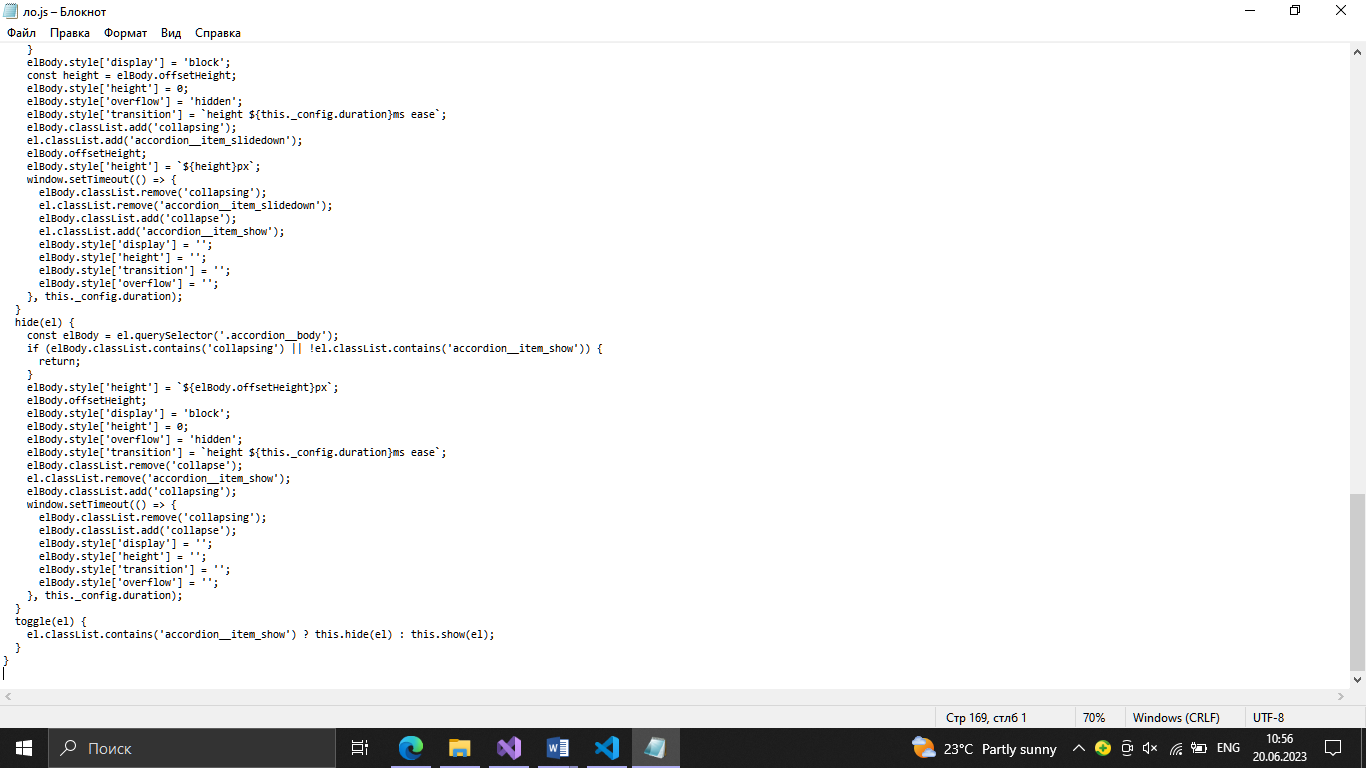 ло.js – Блокнот
Файл Правка Формат Вид Справка
    }
    elBody.style['display'] = 'block';
    const height = elBody.offsetHeight;
    elBody.style['height'] = 0;
    elBody.style['overflow'] = 'hidden';
    elBody.style['transition'] = `height ${this._config.duration}ms ease`;
    elBody.classList.add('collapsing');
    el.classList.add('accordion__item_slidedown');
    elBody.offsetHeight;
    elBody.style['height'] = `${height}px`;
    window.setTimeout(() => {
      elBody.classList.remove('collapsing');
      el.classList.remove('accordion__item_slidedown');
      elBody.classList.add('collapse');
      el.classList.add('accordion__item_show');
      elBody.style['display'] = '';
      elBody.style['height'] = '';
      elBody.style['transition'] = '';
      elBody.style['overflow'] = '';
    }, this._config.duration);
  }
  hide(el) {
    const elBody = el.querySelector('.accordion__body');
    if (elBody.classList.contains('collapsing') || !el.classList.contains('accordion__item_show')) {
      return;
    }
    elBody.style['height'] = `${elBody.offsetHeight}px`;
    elBody.offsetHeight;
    elBody.style['display'] = 'block';
    elBody.style['height'] = 0;
    elBody.style['overflow'] = 'hidden';
    elBody.style['transition'] = `height ${this._config.duration}ms ease`;
    elBody.classList.remove('collapse');
    el.classList.remove('accordion__item_show');
    elBody.classList.add('collapsing');
    window.setTimeout(() => {
      elBody.classList.remove('collapsing');
      elBody.classList.add('collapse');
      elBody.style['display'] = '';
      elBody.style['height'] = '';
      elBody.style['transition'] = '';
      elBody.style['overflow'] = '';
    }, this._config.duration);
  }
  toggle(el) {
    el.classList.contains('accordion__item_show') ? this.hide(el) : this.show(el);
  }
}
Стр 169, стлб 1 70% Windows (CRLF) UTF-8
Поиск 23°C Partly sunny ENG 10:56
20.06.2023